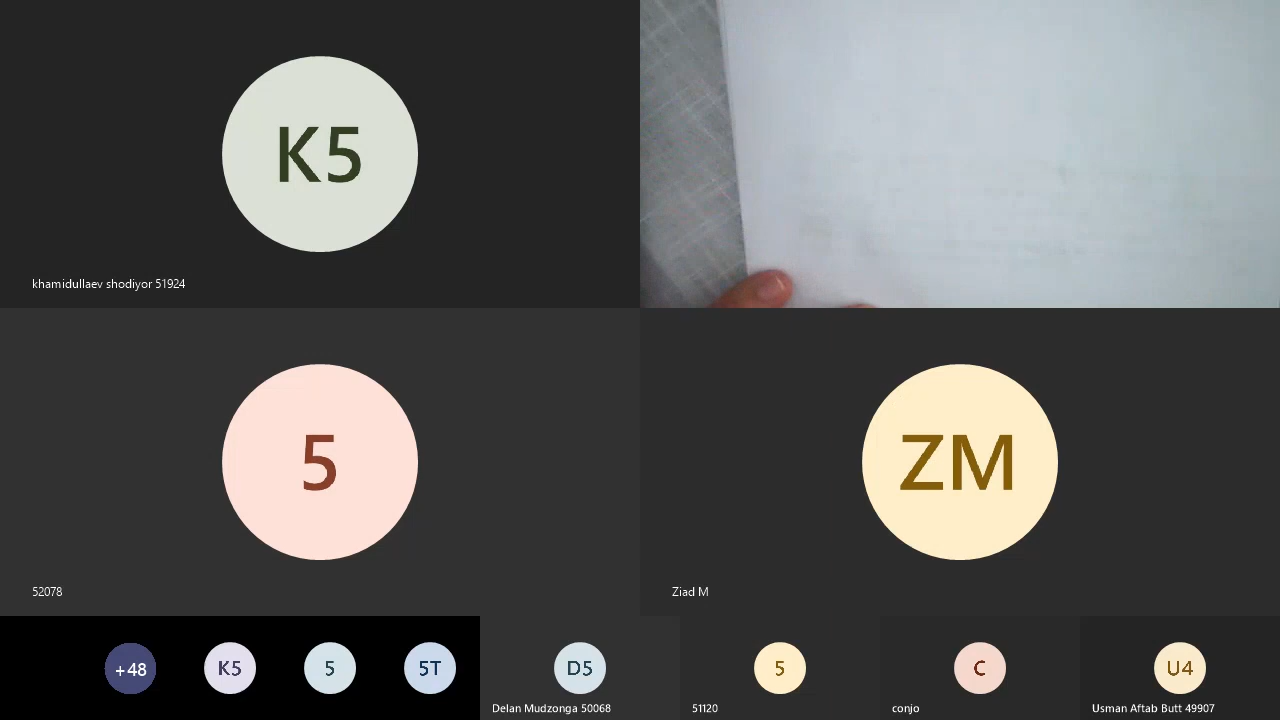 K5
khamidullaev shodiyor 51924
5
52078
ZM
Ziad M
+48
K5
5
5T
D5
Delan Mudzonga 50068
5
51120
C
conjo
U4
Usman Aftab Butt 49907